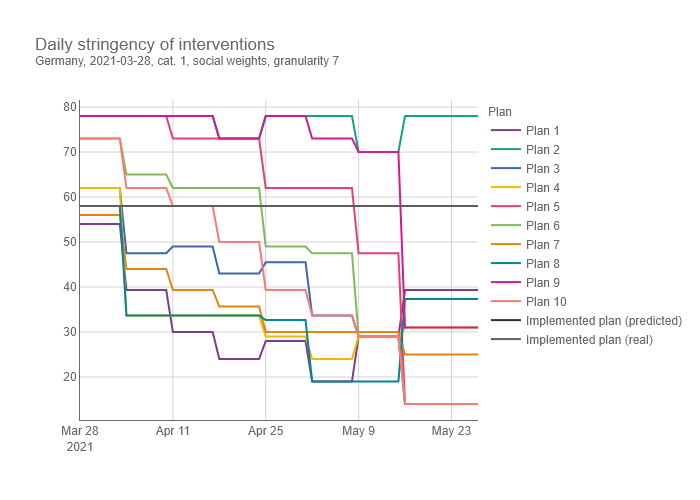 Daily stringency of interventions
Germany, 2021-03-28, cat. 1, social weights, granularity 7
80
70
60
50
40
30
20
Mar 28
2021
Apr 11
Apr 25
May 9
May 23
Plan
Plan 1
Plan 2
Plan 3
Plan 4
Plan 5
Plan 6
Plan 7
Plan 8
Plan 9
Plan 10
Implemented plan (predicted)
Implemented plan (real)